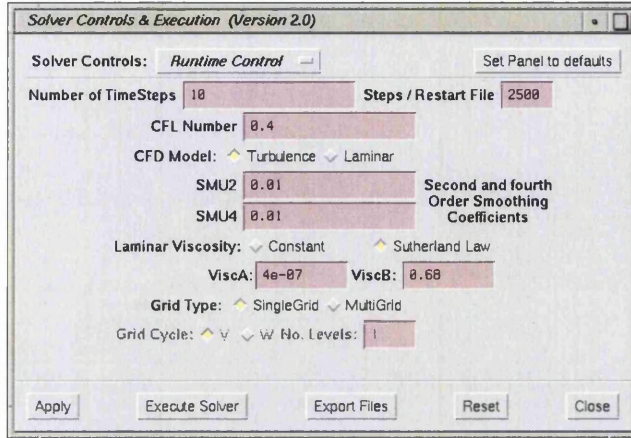 Solver Controls & Execution (Version 2.0)
Solver Controls: Runtime Control Set Panel to defaults
Number of TimeSteps 10 Steps / Restart File 2500
CFL Number 0.4
CFD Model: Turbulence Laminar
SMU2 0.01 Second and fourth
Order Smoothing
SMU4 0.01 Coefficients
Laminar Viscosity: Constant Sutherland Law
ViscA: 4e-07 ViscB: 0.68
Grid Type: SingleGrid MultiGrid
Grid Cycle: V W No. Levels: 1
Apply Execute Solver Export Files Reset Close